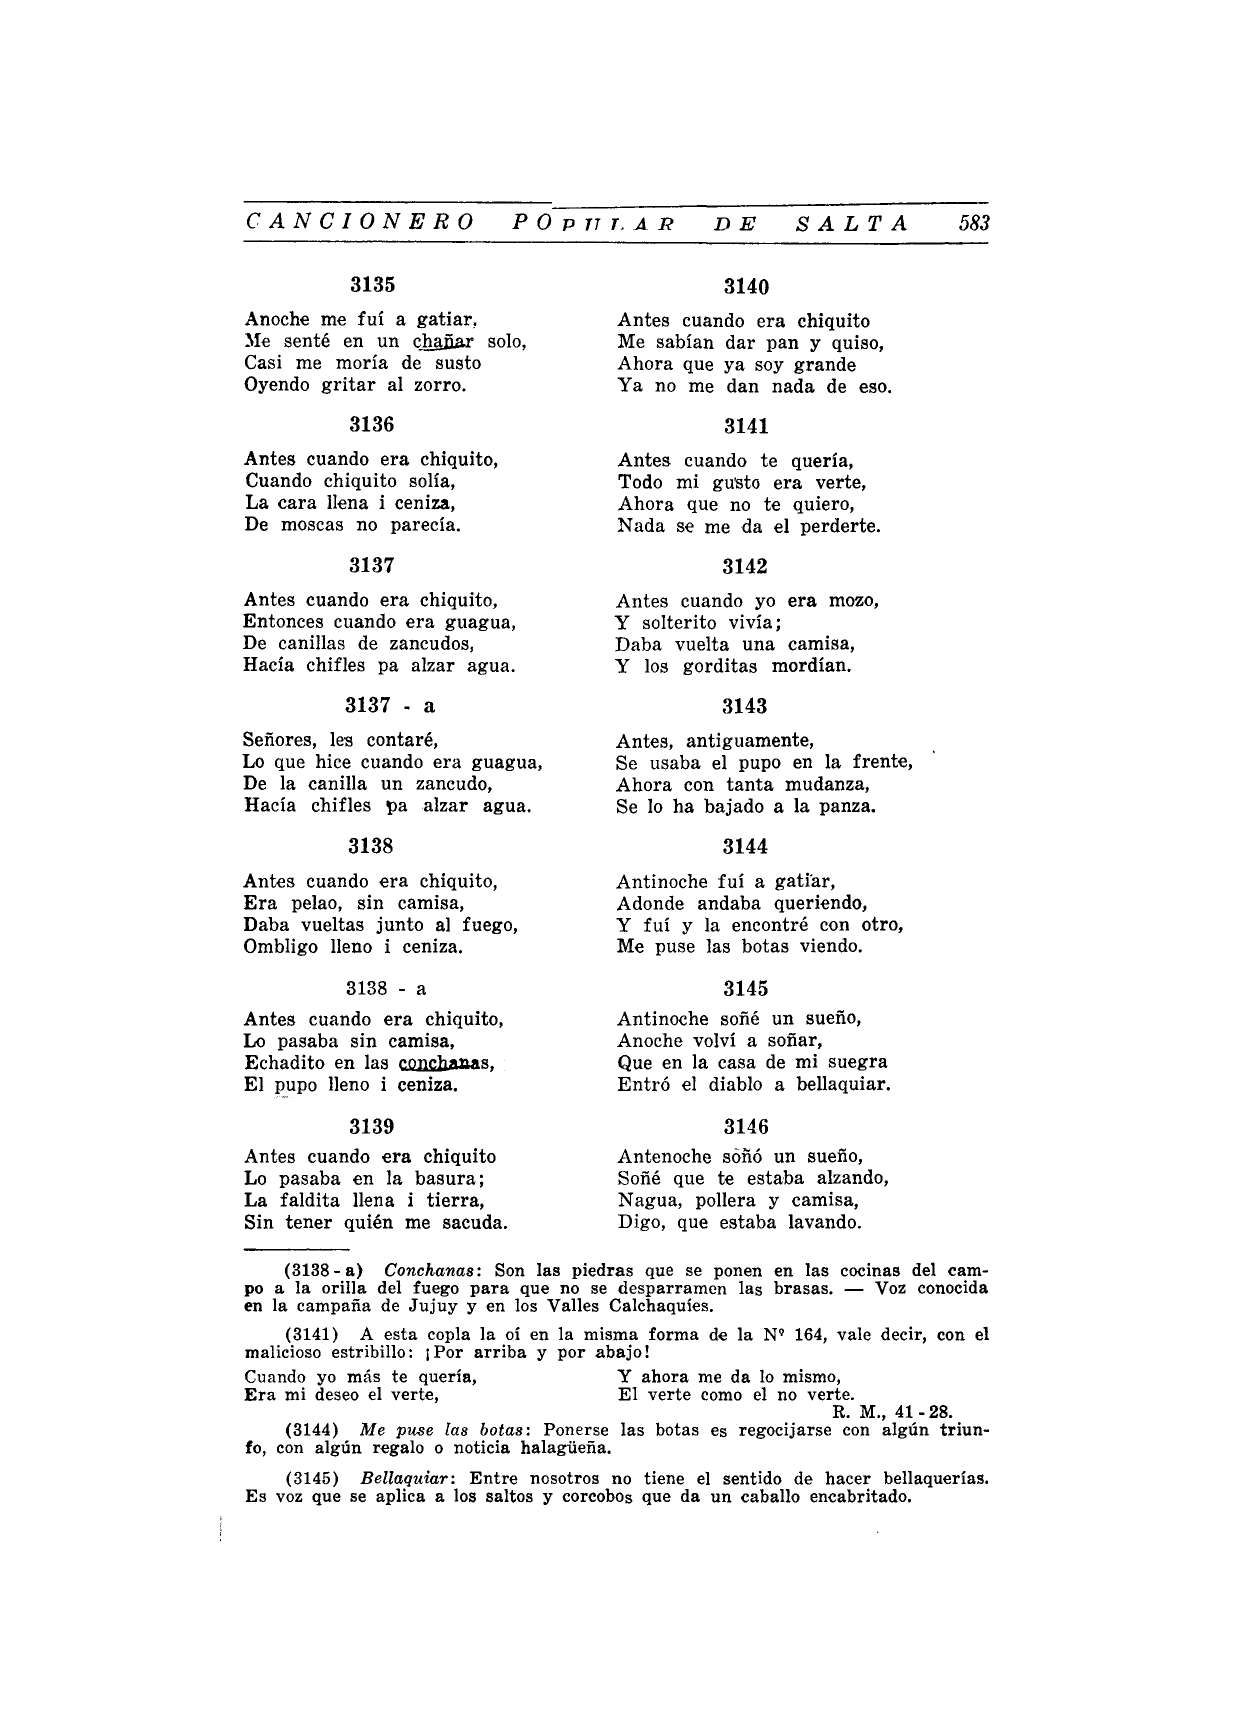 CANCIONERO POPULAR DE SALTA 583
3135
Anoche me fuí a gatiar,
Me senté en un chañar solo,
Casi me moría de susto
Oyendo gritar al zorro.
3136
Antes cuando era chiquito,
Cuando chiquito solía,
La cara llena i ceniza,
De moscas no parecía.
3137
Antes cuando era chiquito,
Entonces cuando era guagua,
De canillas de zancudos,
Hacía chifles pa alzar agua.
3137 - a
Señores, les contaré,
Lo que hice cuando era guagua,
De la canilla un zancudo,
Hacía chifles pa alzar agua.
3138
Antes cuando era chiquito,
Era pelao, sin camisa,
Daba vueltas junto al fuego,
Ombligo lleno i ceniza.
3138 - a
Antes cuando era chiquito,
Lo pasaba sin camisa,
Echadito en las conchanas,
El pupo lleno i ceniza.
3139
Antes cuando era chiquito
Lo pasaba en la basura;
La faldita llena i tierra,
Sin tener quién me sacuda.
3140
Antes cuando era chiquito
Me sabían dar pan y quiso,
Ahora que ya soy grande
Ya no me dan nada de eso.
3141
Antes cuando te quería,
Todo mi gusto era verte,
Ahora que no te quiero,
Nada se me da el perderte.
3142
Antes cuando yo era mozo,
Y solterito vivía;
Daba vuelta una camisa,
Y los gorditas mordían.
3143
Antes, antiguamente,
Se usaba el pupo en la frente,
Ahora con tanta mudanza,
Se lo ha bajado a la panza.
3144
Antinoche fuí a gatiar,
Adonde andaba queriendo,
Y fuí y la encontré con otro,
Me puse las botas viendo.
3145
Antinoche soñé un sueño,
Anoche volví a soñar,
Que en la casa de mi suegra
Entró el diablo a bellaquiar.
3146
Antenoche soñó un sueño,
Soñé que te estaba alzando,
Nagua, pollera y camisa,
Digo, que estaba lavando.
(3138 - a) Conchanas: Son las piedras que se ponen en las cocinas del cam-
po a la orilla del fuego para que no se desparramen las brasas. — Voz conocida
en la campaña de Jujuy y en los Valles Calchaquíes.
(3141) A esta copla la oí en la misma forma de la Nº 164, vale decir, con el
malicioso estribillo: ¡Por arriba y por abajo!
Cuando yo más te quería,
Era mi deseo el verte,
Y ahora me da lo mismo,
El verte como el no verte.
R. M., 41 - 28.
(3144) Me puse las botas: Ponerse las botas es regocijarse con algún triun-
fo, con algún regalo o noticia halagüeña.
(3145) Bellaquiar: Entre nosotros no tiene el sentido de hacer bellaquerías.
Es voz que se aplica a los saltos y corcobos que da un caballo encabritado.